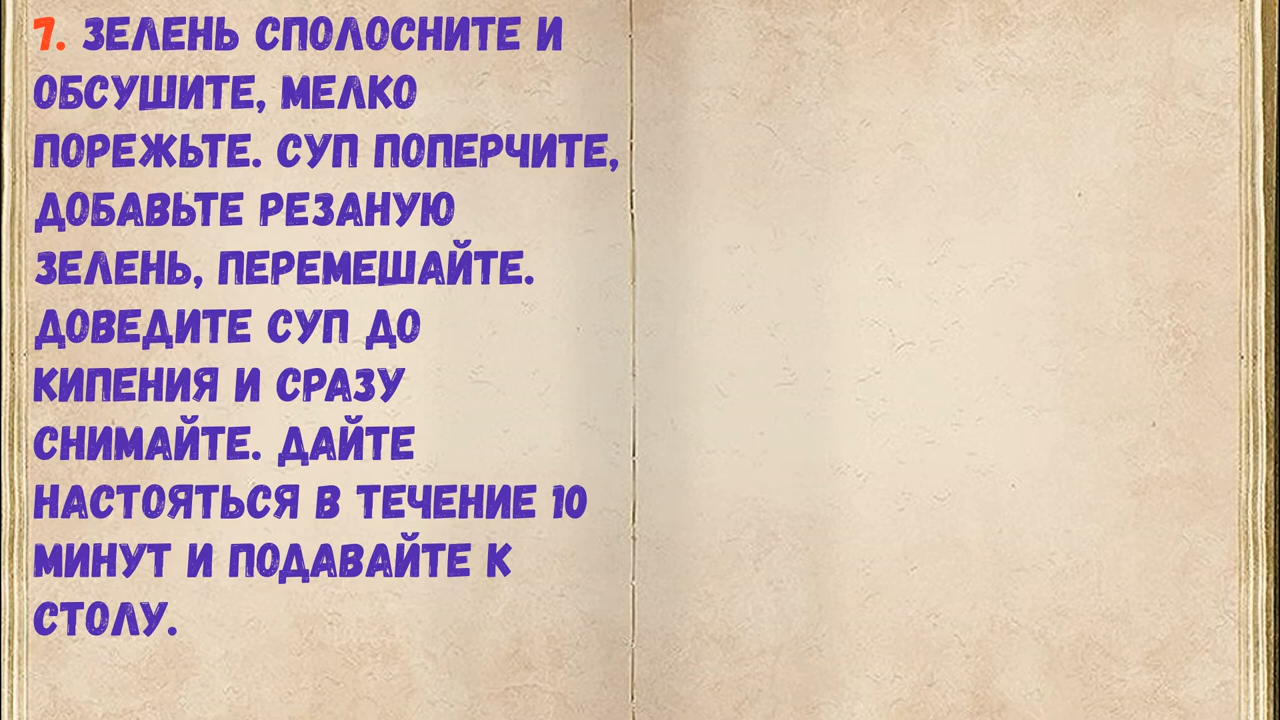 7. ЗЕЛЕНЬ СПОЛОСНИТЕ И
ОБСУШИТЕ, МЕЛКО
ПОРЕЖЬТЕ. СУП ПОПЕРЧИТЕ,
ДОБАВЬТЕ РЕЗАНУЮ
ЗЕЛЕНЬ, ПЕРЕМЕШАЙТЕ.
ДОВЕДИТЕ СУП ДО
КИПЕНИЯ И СРАЗУ
СНИМАЙТЕ. ДАЙТЕ
НАСТОЯТЬСЯ В ТЕЧЕНИЕ 10
МИНУТ И ПОДАВАЙТЕ К
СТОЛУ.